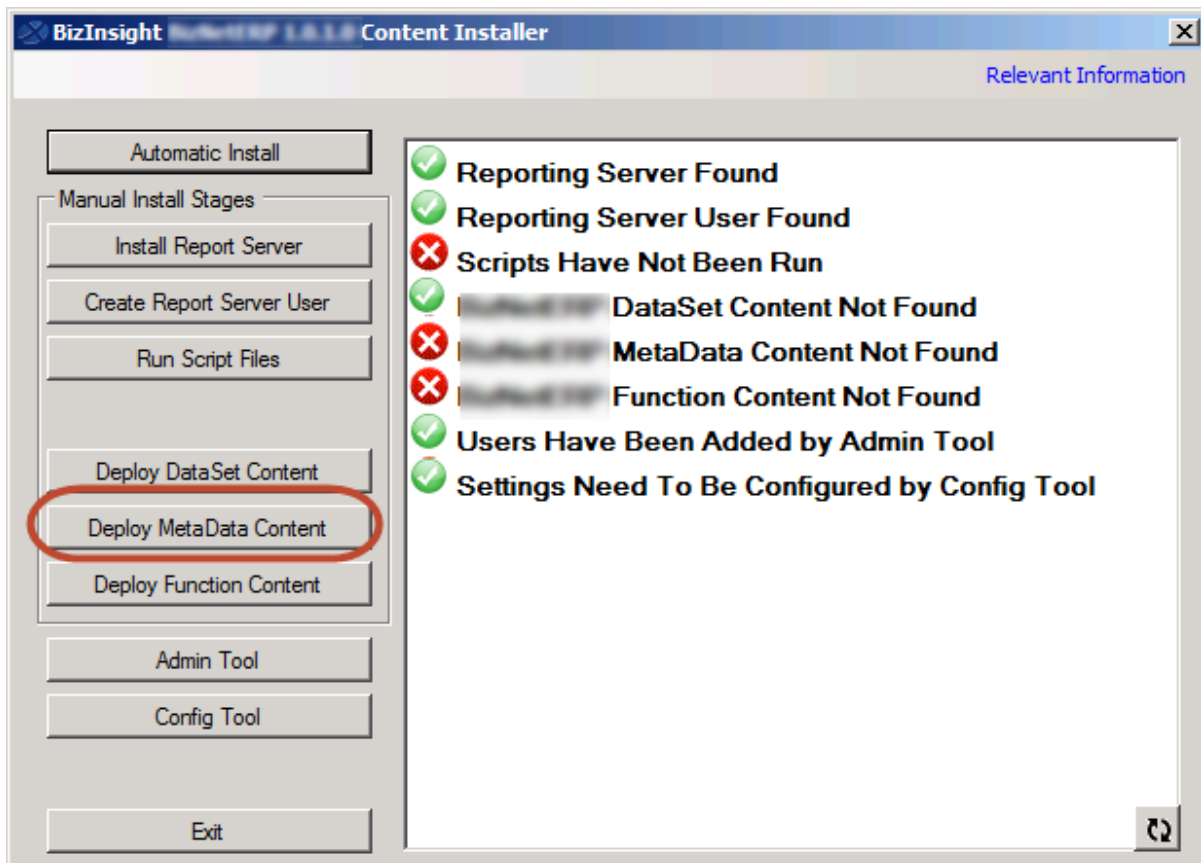 BizInsight Content Installer
Relevant Information
Automatic Install
Manual Install Stages
Install Report Server
Create Report Server User
Run Script Files
Deploy DataSet Content
Deploy MetaData Content
Deploy Function Content
Admin Tool
Config Tool
Exit
Reporting Server Found
Reporting Server User Found
Scripts Have Not Been Run
DataSet Content Not Found
MetaData Content Not Found
Function Content Not Found
Users Have Been Added by Admin Tool
Settings Need To Be Configured by Config Tool